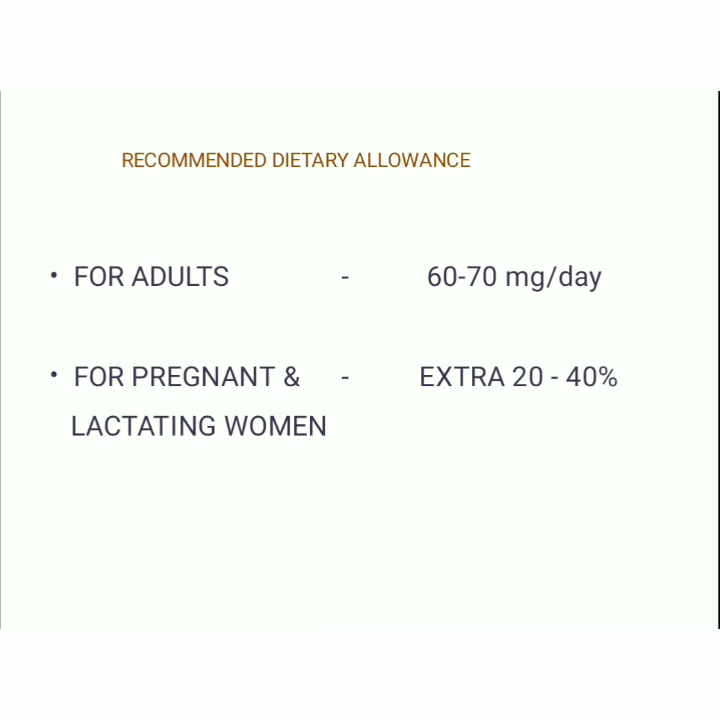 RECOMMENDED DIETARY ALLOWANCE
• FOR ADULTS - 60-70 mg/day
• FOR PREGNANT & - EXTRA 20 - 40%
LACTATING WOMEN